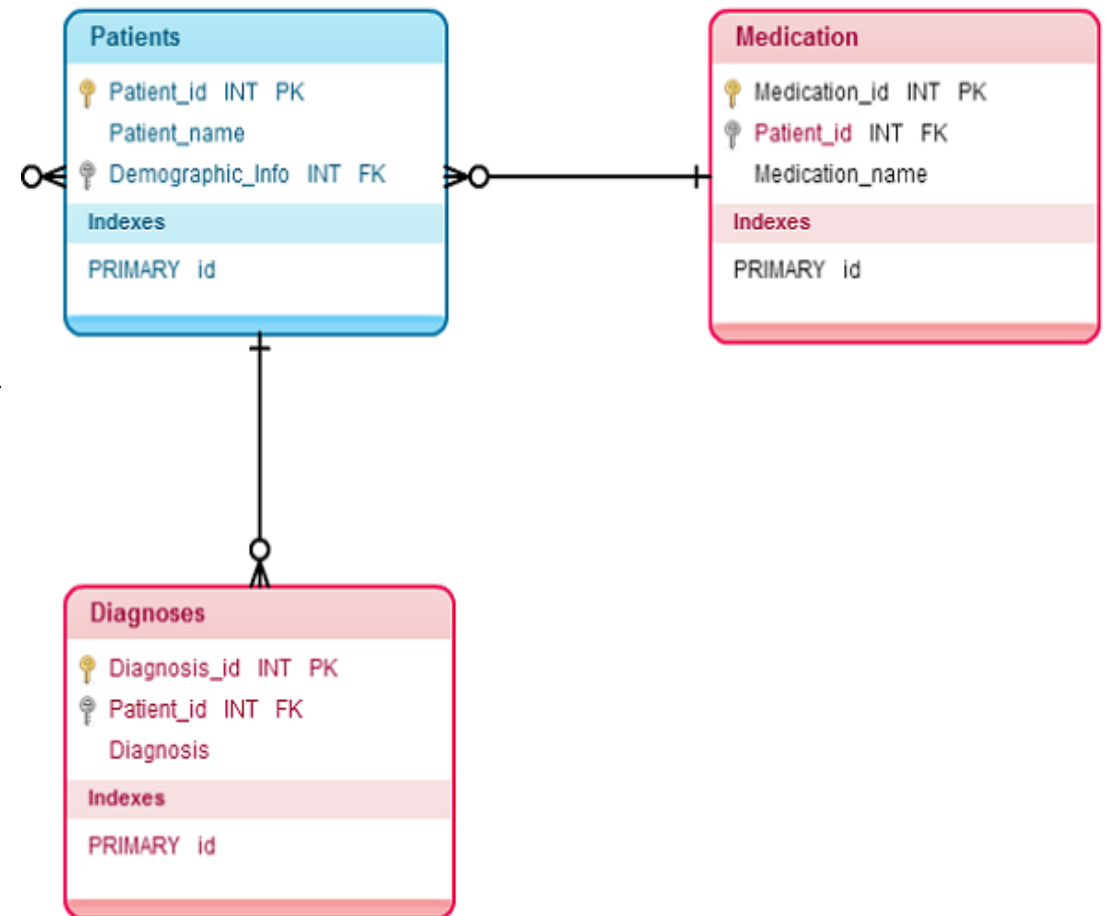 Patients
Patient_id INT PK
Patient_name
Demographic_Info INT FK
Indexes
PRIMARY id
Medication
Medication_id INT PK
Patient_id INT FK
Medication_name
Indexes
PRIMARY id
Diagnoses
Diagnosis_id INT PK
Patient_id INT FK
Diagnosis
Indexes
PRIMARY id